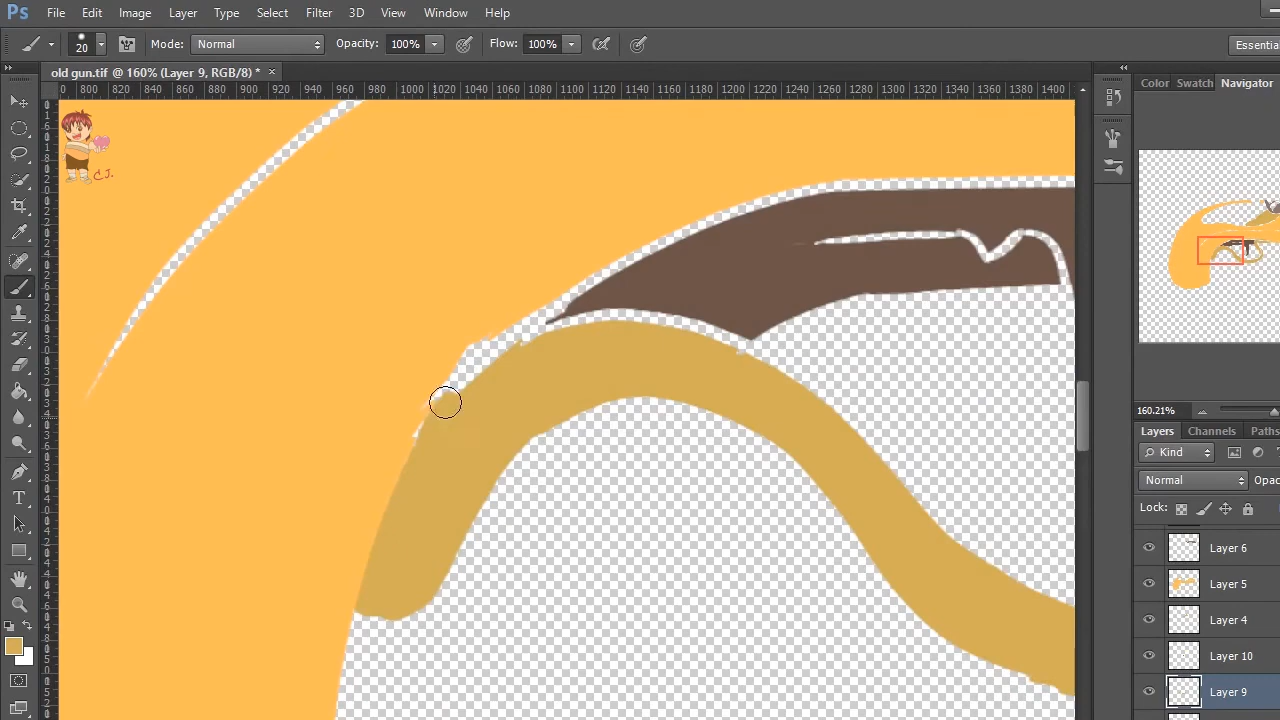 Ps File Edit Image Layer Type Select Filter 3D View Window Help
20 Mode: Normal Opacity: 100% Flow: 100% Essentia
old gun.tif @ 160% (Layer 9, RGB/8) * ×
0 800 820 840 860 880 900 920 940 960 980 1000 1020 1040 1060 1080 1100 1120 1140 1160 1180 1200 1220 1240 1260 1280 1300 1320 1340 1360 1380 1400
Color Swatch Navigator
CJ.
160.21%
Layers Channels Paths
Kind
Normal Opac
Lock:
Layer 6
Layer 5
Layer 4
Layer 10
Layer 9
T